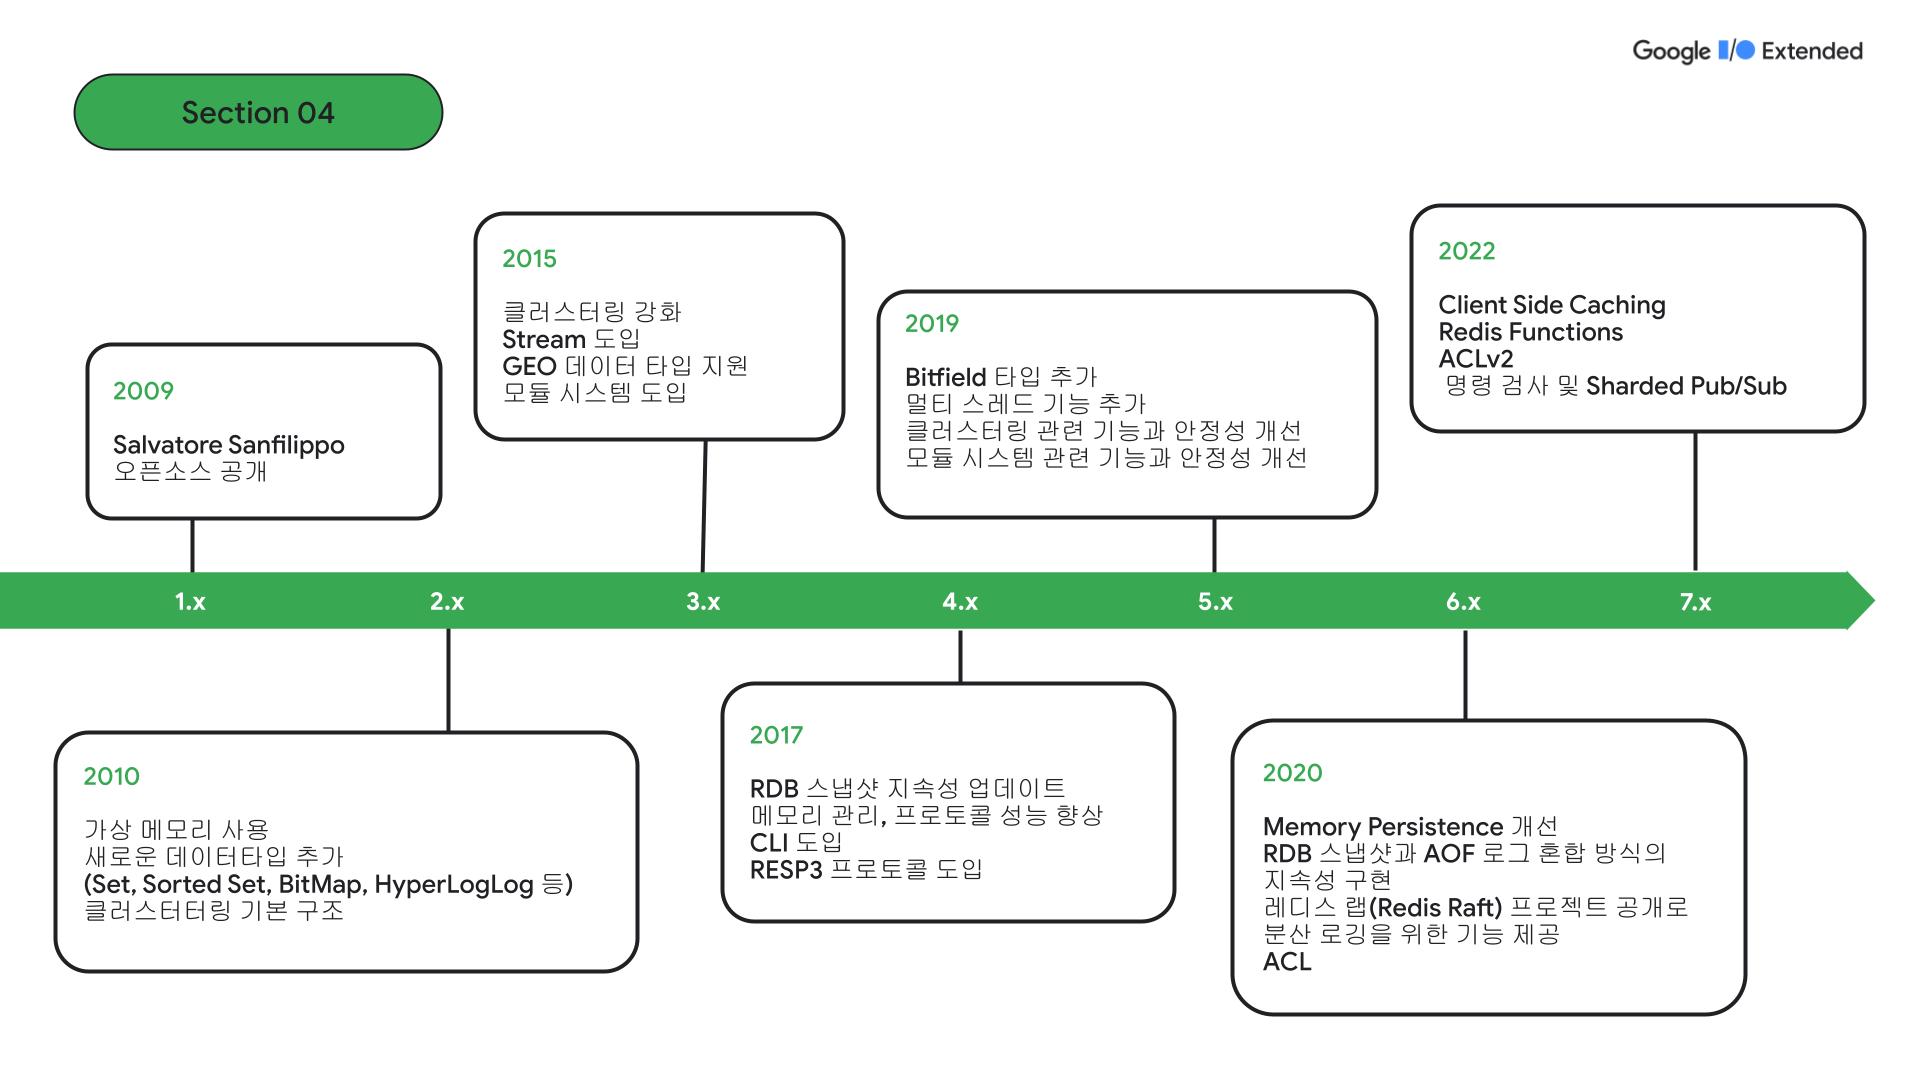 Google I/O Extended
Section 04
2009
Salvatore Sanfilippo
오픈소스 공개
2015
클러스터링 강화
Stream 도입
GEO 데이터 타입 지원
모듈 시스템 도입
2019
Bitfield 타입 추가
멀티 스레드 기능 추가
클러스터링 관련 기능과 안정성 개선
모듈 시스템 관련 기능과 안정성 개선
2022
Client Side Caching
Redis Functions
ACLv2
명령 검사 및 Sharded Pub/Sub
1.x
2.x
3.x
4.x
5.x
6.x
7.x
2010
가상 메모리 사용
새로운 데이터타입 추가
(Set, Sorted Set, BitMap, HyperLogLog 등)
클러스터터링 기본 구조
2017
RDB 스냅샷 지속성 업데이트
메모리 관리, 프로토콜 성능 향상
CLI 도입
RESP3 프로토콜 도입
2020
Memory Persistence 개선
RDB 스냅샷과 AOF 로그 혼합 방식의
지속성 구현
레디스 랩(Redis Raft) 프로젝트 공개로
분산 로깅을 위한 기능 제공
ACL